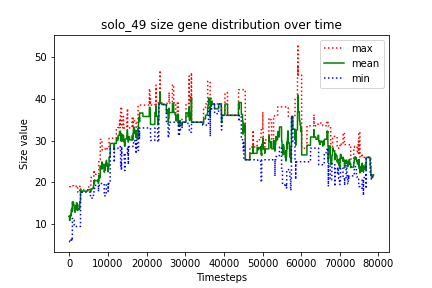 solo_49 size gene distribution over time
max
mean
min
Size value
50
40
30
20
10
0 10000 20000 30000 40000 50000 60000 70000 80000
Timesteps